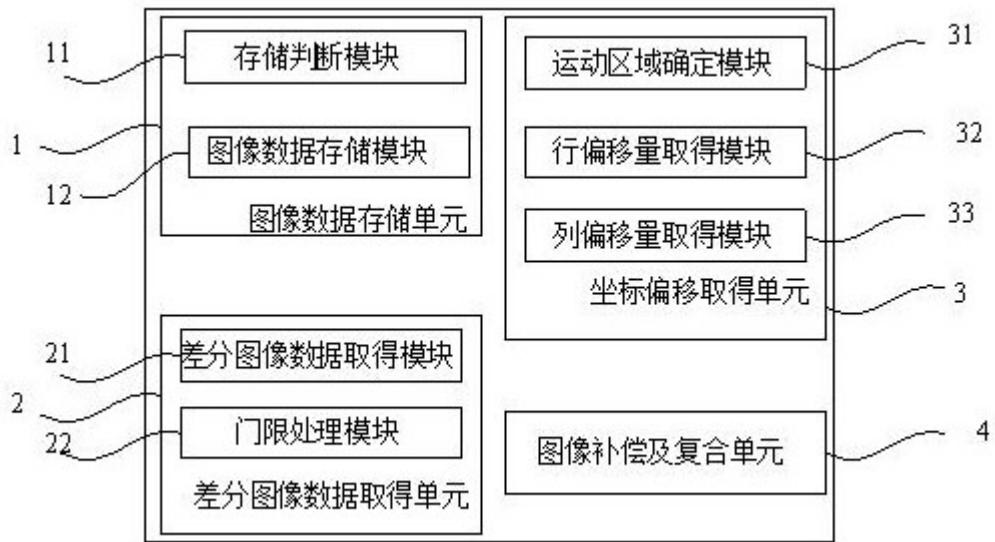 11
存储判断模块
1
图像数据存储模块
12
图像数据存储单元
31
运动区域确定模块
行偏移量取得模块
32
列偏移量取得模块
33
坐标偏移取得单元
3
21
差分图像数据取得模块
2
门限处理模块
22
差分图像数据取得单元
图像补偿及复合单元
4